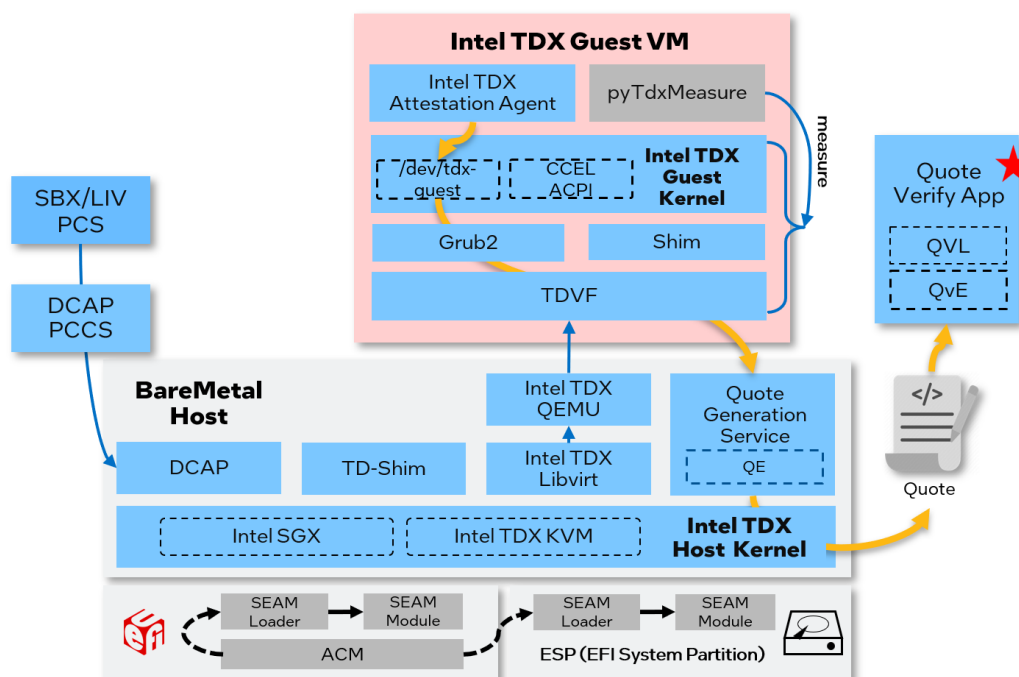 Intel TDX Guest VM
Intel TDX
Attestation Agent
pyTdxMeasure
measure
/dev/tdx-
guest
CCEL
ACPI
Intel TDX
Guest
Kernel
Grub2
Shim
TDVF
SBX/LIV
PCS
DCAP
PCCS
Quote
Verify App
QVL
QvE
BareMetal
Host
Intel TDX
QEMU
Quote
Generation
Service
QE
DCAP
TD-Shim
Intel TDX
Libvirt
</>
Quote
Intel SGX
Intel TDX KVM
Intel TDX
Host Kernel
UEFI
SEAM
Loader
SEAM
Module
ACM
SEAM
Loader
SEAM
Module
ESP (EFI System Partition)